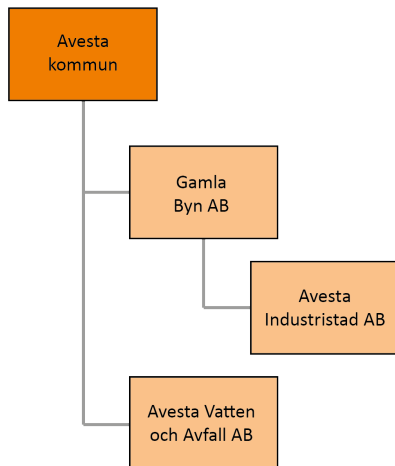 Avesta
kommun
Gamla
Byn AB
Avesta
Industristad AB
Avesta Vatten
och Avfall AB